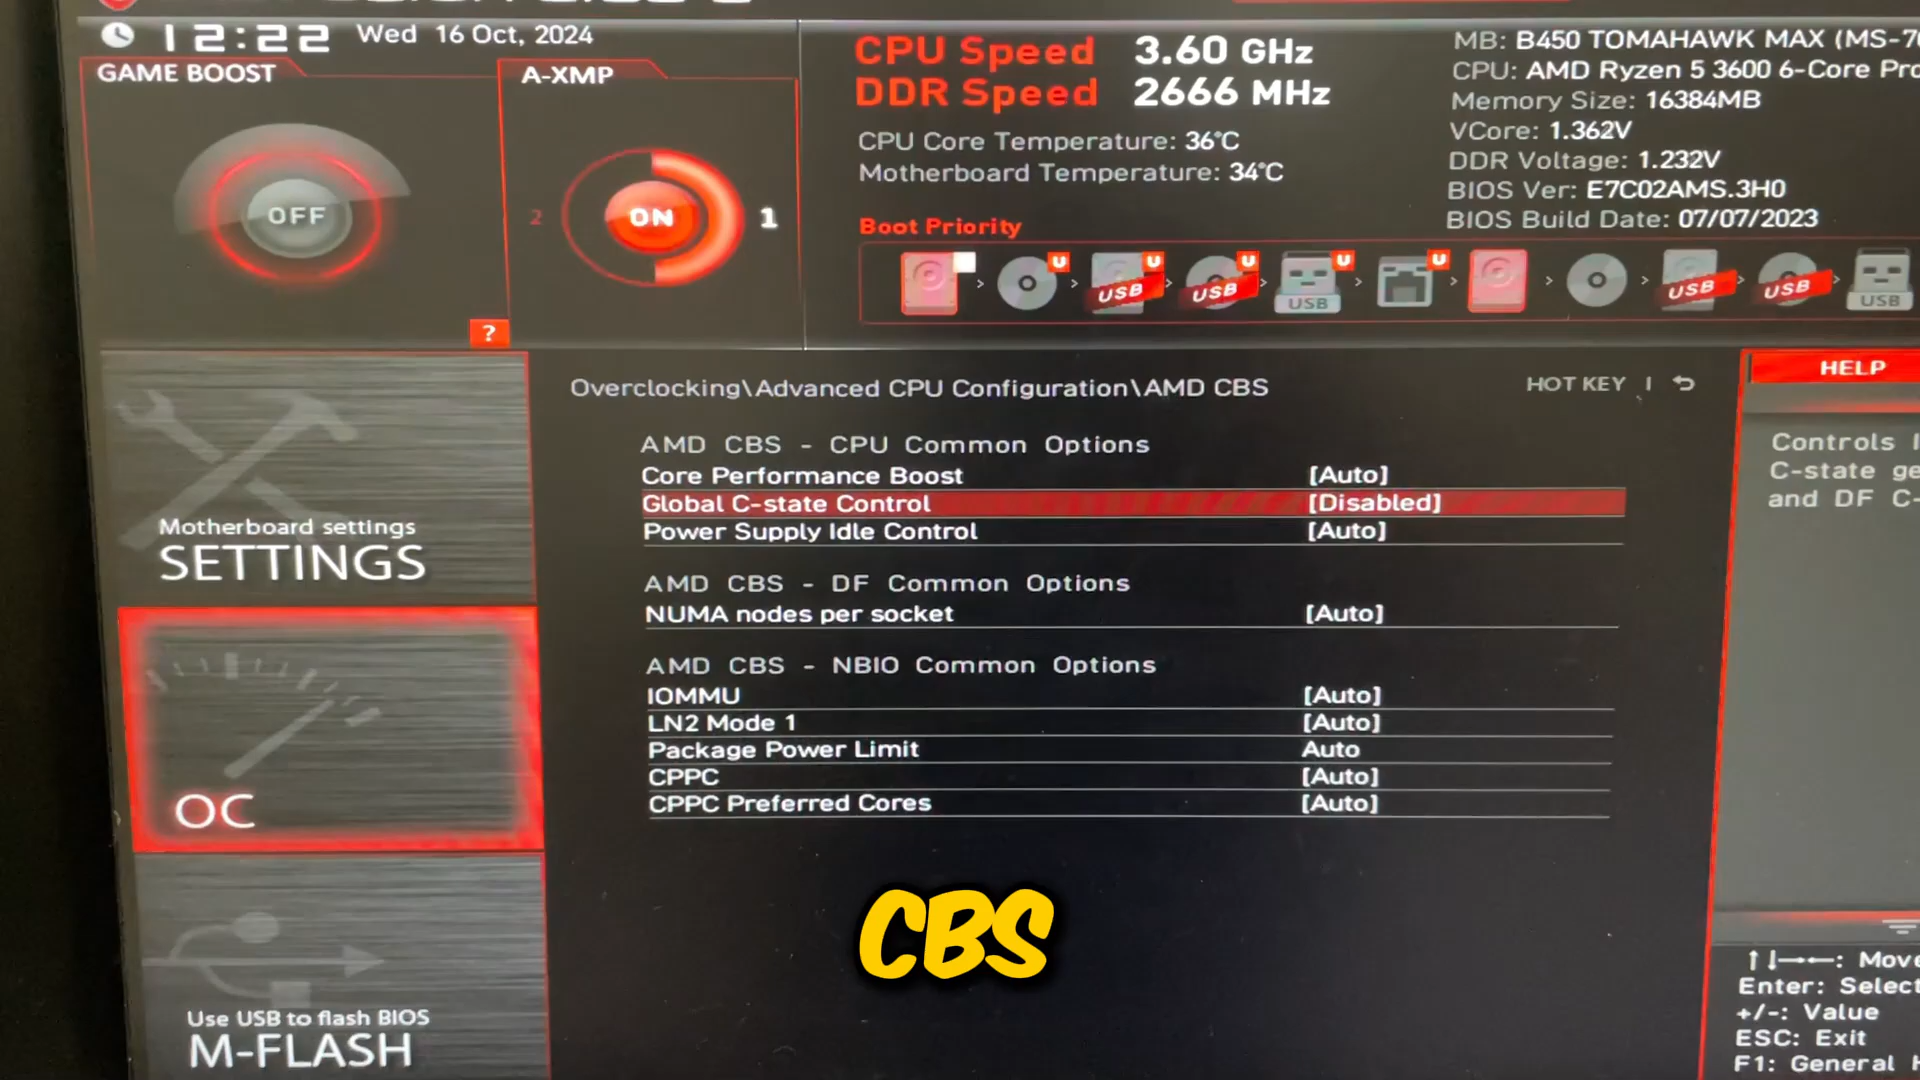 12:22 Wed 16 Oct, 2024
GAME BOOST
OFF
?
A-XMP
2
ON
1
CPU Speed 3.60 GHz
DDR Speed 2666 MHz
CPU Core Temperature: 36°C
Motherboard Temperature: 34°C
MB: B450 TOMAHAWK MAX (MS-7
CPU: AMD Ryzen 5 3600 6-Core Pro
Memory Size: 16384MB
VCore: 1.362V
DDR Voltage: 1.232V
BIOS Ver: E7C02AMS.3H0
BIOS Build Date: 07/07/2023
Boot Priority
U U U U U
USB USB USB USB USB USB
Motherboard settings
SETTINGS
OC
Use USB to flash BIOS
M-FLASH
Overclocking\Advanced CPU Configuration\AMD CBS
HOT KEY |
AMD CBS - CPU Common Options
Core Performance Boost [Auto]
Global C-state Control [Disabled]
Power Supply Idle Control [Auto]
AMD CBS - DF Common Options
NUMA nodes per socket [Auto]
AMD CBS - NBIO Common Options
IOMMU [Auto]
LN2 Mode 1 [Auto]
Package Power Limit Auto
CPPC [Auto]
CPPC Preferred Cores [Auto]
CBS
HELP
Controls
C-state ge
and DF C-
↑↓→←: Move
Enter: Select
+/-: Value
ESC: Exit
F1: General